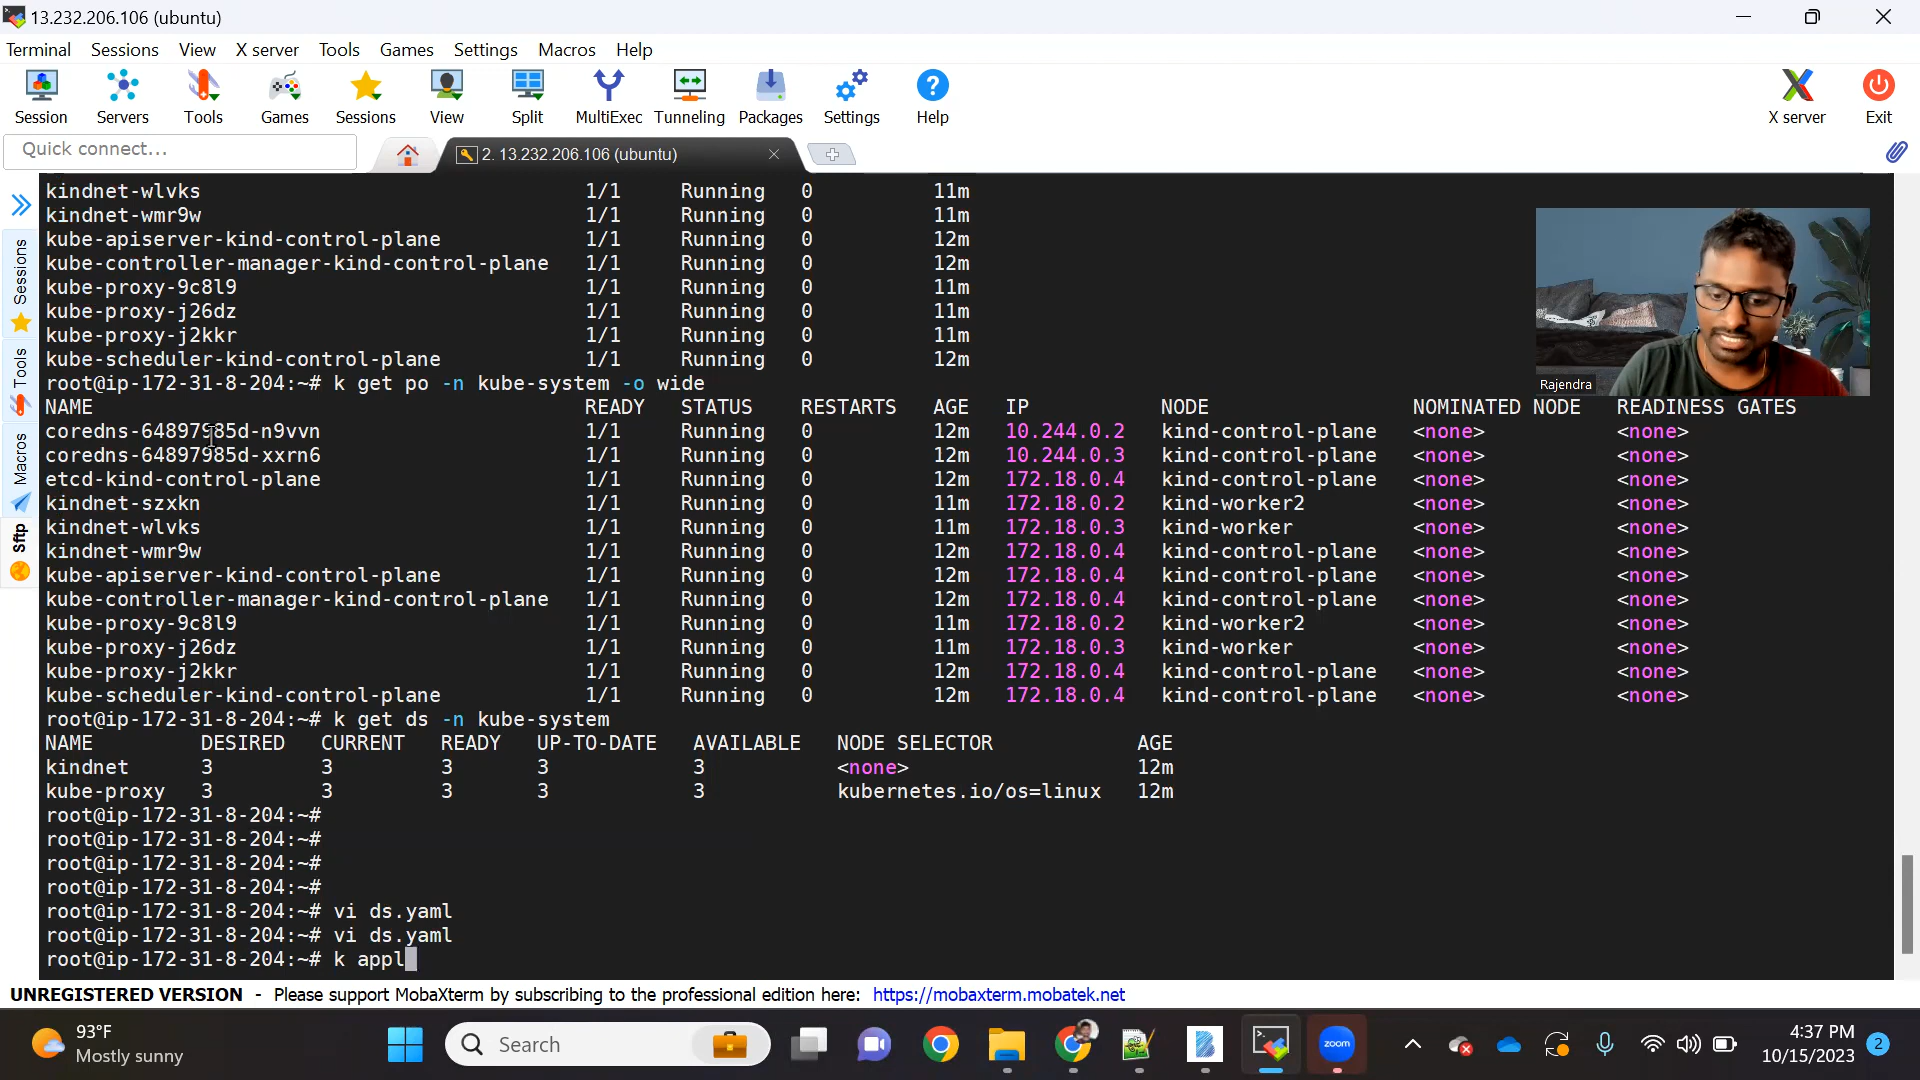 13.232.206.106 (ubuntu)
Terminal Sessions View X server Tools Games Settings Macros Help
Session Servers Tools Games Sessions View Split MultiExec Tunneling Packages Settings Help X server Exit
Quick connect...
2. 13.232.206.106 (ubuntu)
Sessions
Tools
Macros
Sftp
kindnet-wlvks 1/1 Running 0 11m
kindnet-wmr9w 1/1 Running 0 11m
kube-apiserver-kind-control-plane 1/1 Running 0 12m
kube-controller-manager-kind-control-plane 1/1 Running 0 12m
kube-proxy-9c8l9 1/1 Running 0 11m
kube-proxy-j26dz 1/1 Running 0 11m
kube-proxy-j2kkr 1/1 Running 0 11m
kube-scheduler-kind-control-plane 1/1 Running 0 12m
Rajendra
root@ip-172-31-8-204:~# k get po -n kube-system -o wide
NAME READY STATUS RESTARTS AGE IP NODE NOMINATED NODE READINESS GATES
coredns-64897985d-n9vvn 1/1 Running 0 12m 10.244.0.2 kind-control-plane <none> <none>
coredns-64897985d-xxrn6 1/1 Running 0 12m 10.244.0.3 kind-control-plane <none> <none>
etcd-kind-control-plane 1/1 Running 0 12m 172.18.0.4 kind-control-plane <none> <none>
kindnet-szxkn 1/1 Running 0 11m 172.18.0.2 kind-worker2 <none> <none>
kindnet-wlvks 1/1 Running 0 11m 172.18.0.3 kind-worker <none> <none>
kindnet-wmr9w 1/1 Running 0 12m 172.18.0.4 kind-control-plane <none> <none>
kube-apiserver-kind-control-plane 1/1 Running 0 12m 172.18.0.4 kind-control-plane <none> <none>
kube-controller-manager-kind-control-plane 1/1 Running 0 12m 172.18.0.4 kind-control-plane <none> <none>
kube-proxy-9c8l9 1/1 Running 0 11m 172.18.0.2 kind-worker2 <none> <none>
kube-proxy-j26dz 1/1 Running 0 11m 172.18.0.3 kind-worker <none> <none>
kube-proxy-j2kkr 1/1 Running 0 12m 172.18.0.4 kind-control-plane <none> <none>
kube-scheduler-kind-control-plane 1/1 Running 0 12m 172.18.0.4 kind-control-plane <none> <none>
root@ip-172-31-8-204:~# k get ds -n kube-system
NAME DESIRED CURRENT READY UP-TO-DATE AVAILABLE NODE SELECTOR AGE
kindnet 3 3 3 3 3 <none> 12m
kube-proxy 3 3 3 3 3 kubernetes.io/os=linux 12m
root@ip-172-31-8-204:~#
root@ip-172-31-8-204:~#
root@ip-172-31-8-204:~#
root@ip-172-31-8-204:~#
root@ip-172-31-8-204:~# vi ds.yaml
root@ip-172-31-8-204:~# vi ds.yaml
root@ip-172-31-8-204:~# k appl
UNREGISTERED VERSION - Please support MobaXterm by subscribing to the professional edition here: https://mobaxterm.mobatek.net
93°F
Mostly sunny
Search
zoom
4:37 PM
10/15/2023
2